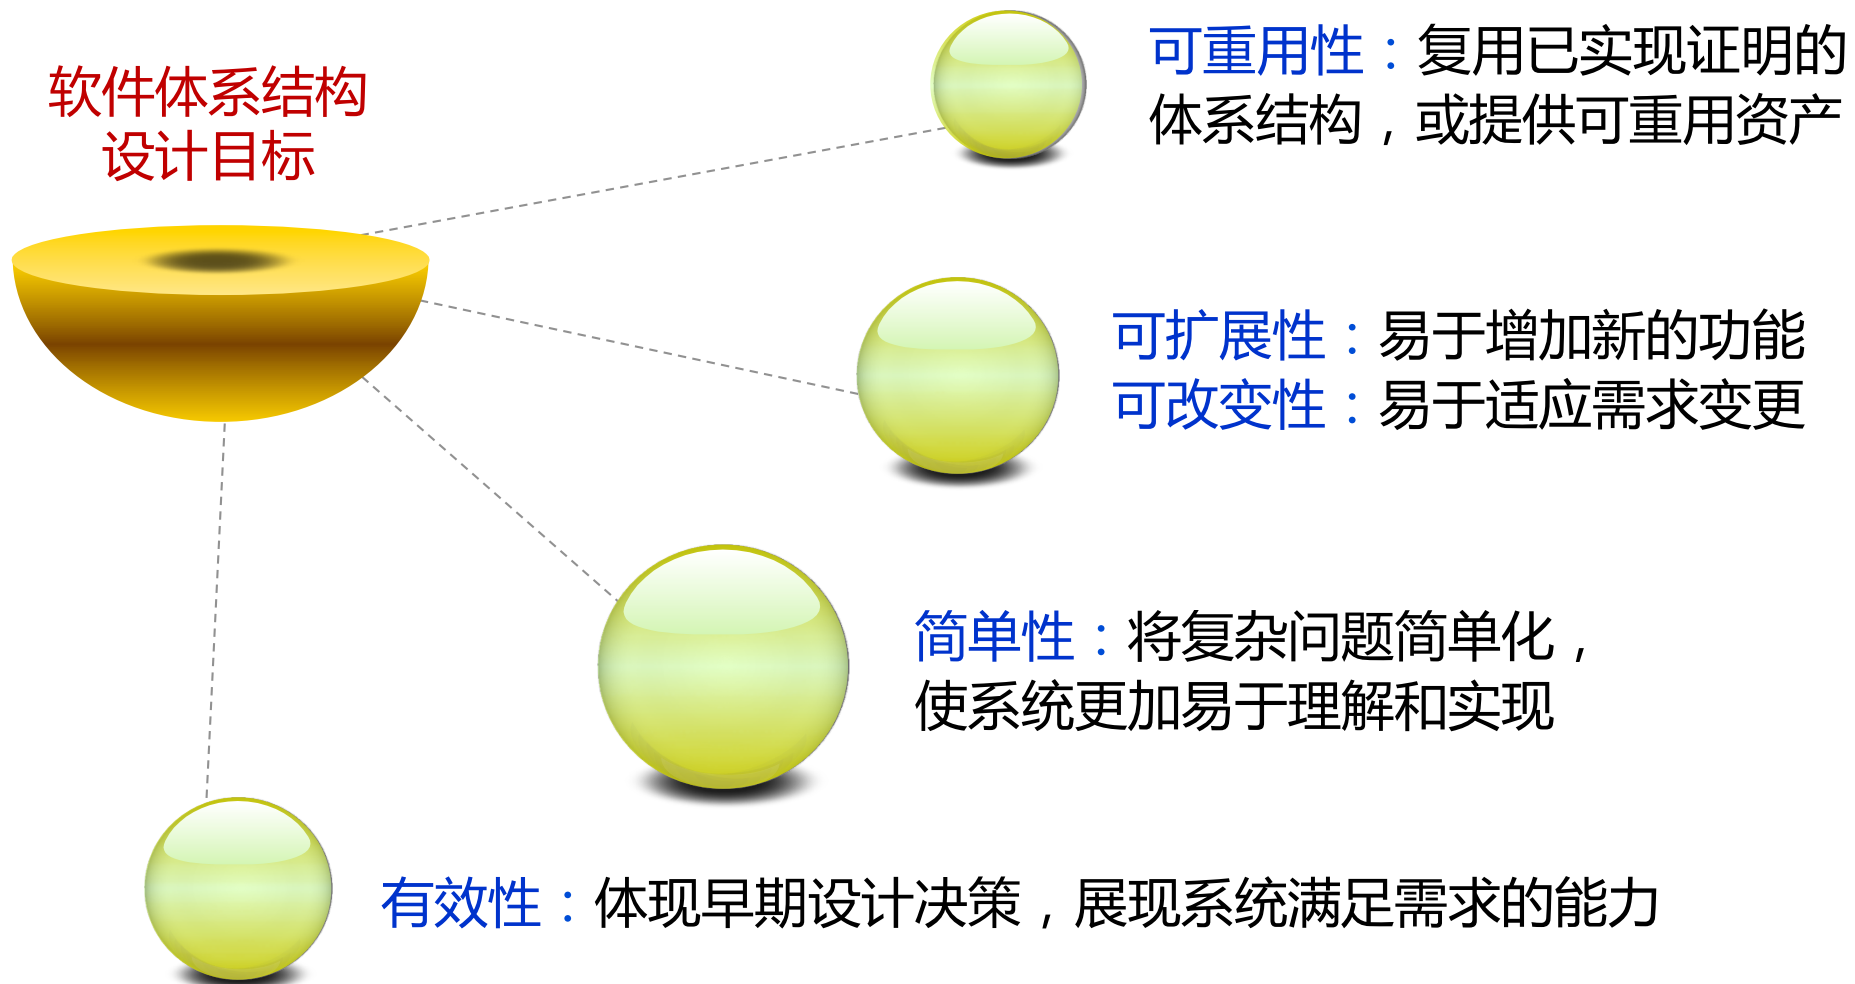 软件体系结构
设计目标
可重用性：复用已实现证明的
体系结构，或提供可重用资产
可扩展性：易于增加新的功能
可改变性：易于适应需求变更
简单性：将复杂问题简单化，
使系统更加易于理解和实现
有效性：体现早期设计决策，展现系统满足需求的能力